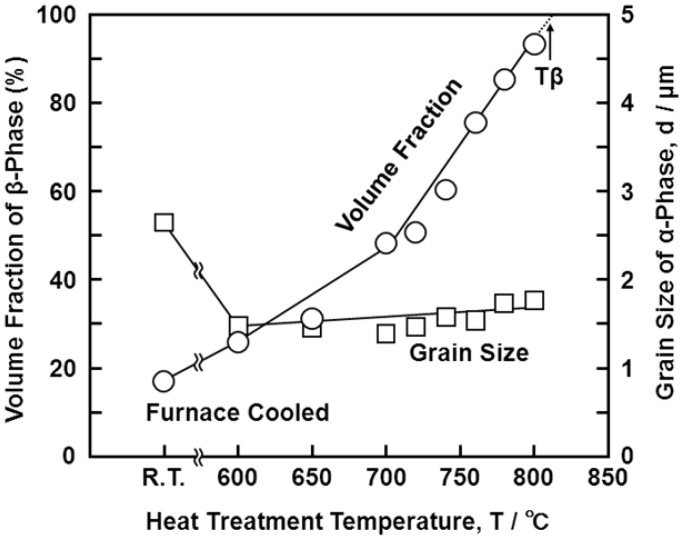 100
80
60
40
20
0
Volume Fraction of β-Phase (%)
5
4
3
2
1
0
Grain Size of α-Phase, d / μm
Tβ
Volume Fraction
Grain Size
Furnace Cooled
R.T. 600 650 700 750 800 850
Heat Treatment Temperature, T / ℃